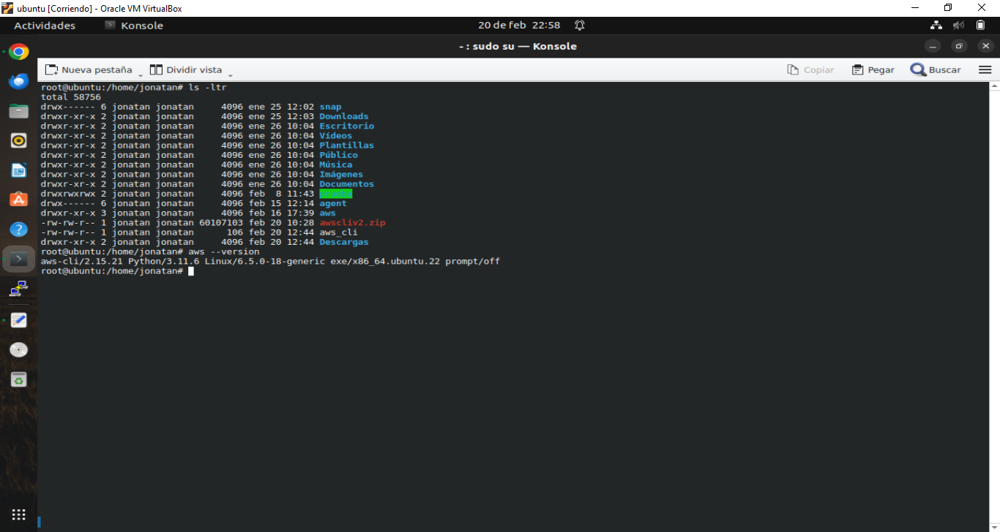 ubuntu [Corriendo] - Oracle VM VirtualBox
Actividades Konsole 20 de feb 22:58
- : sudo su — Konsole
Nueva pestaña Dividir vista Copiar Pegar Buscar
root@ubuntu:/home/jonatan# ls -ltr
total 58756
drwx------ 6 jonatan jonatan     4096 ene 25 12:02 snap
drwxr-xr-x 2 jonatan jonatan     4096 ene 25 12:03 Downloads
drwxr-xr-x 2 jonatan jonatan     4096 ene 26 10:04 Escritorio
drwxr-xr-x 2 jonatan jonatan     4096 ene 26 10:04 Vídeos
drwxr-xr-x 2 jonatan jonatan     4096 ene 26 10:04 Plantillas
drwxr-xr-x 2 jonatan jonatan     4096 ene 26 10:04 Público
drwxr-xr-x 2 jonatan jonatan     4096 ene 26 10:04 Música
drwxr-xr-x 2 jonatan jonatan     4096 ene 26 10:04 Imágenes
drwxr-xr-x 2 jonatan jonatan     4096 ene 26 10:04 Documentos
drwxrwxrwx 2 jonatan jonatan     4096 feb  8 11:43
drwx------ 6 jonatan jonatan     4096 feb 15 12:14 agent
drwxr-xr-x 3 jonatan jonatan     4096 feb 16 17:39 aws
-rw-rw-r-- 1 jonatan jonatan 60107103 feb 20 10:28 awscliv2.zip
-rw-rw-r-- 1 jonatan jonatan      106 feb 20 12:44 aws_cli
drwxr-xr-x 2 jonatan jonatan     4096 feb 20 12:44 Descargas
root@ubuntu:/home/jonatan# aws --version
aws-cli/2.15.21 Python/3.11.6 Linux/6.5.0-18-generic exe/x86_64.ubuntu.22 prompt/off
root@ubuntu:/home/jonatan#